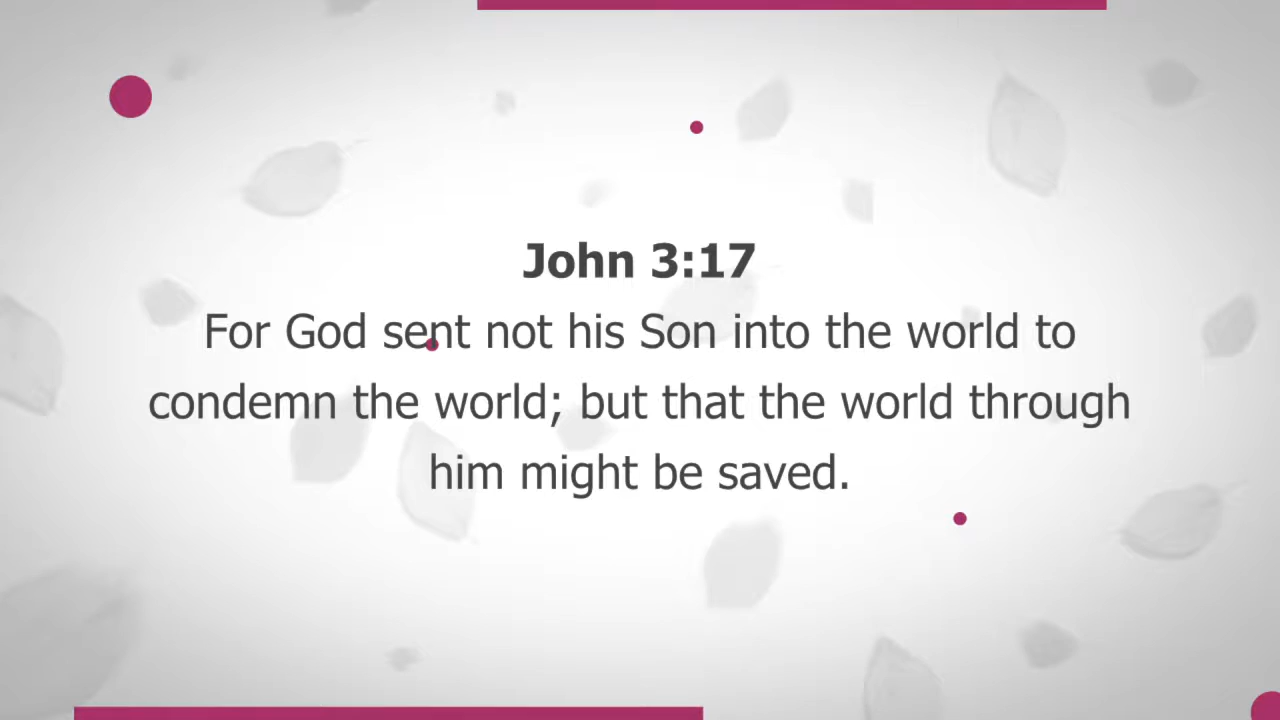 John 3:17
For God sent not his Son into the world to
condemn the world; but that the world through
him might be saved.